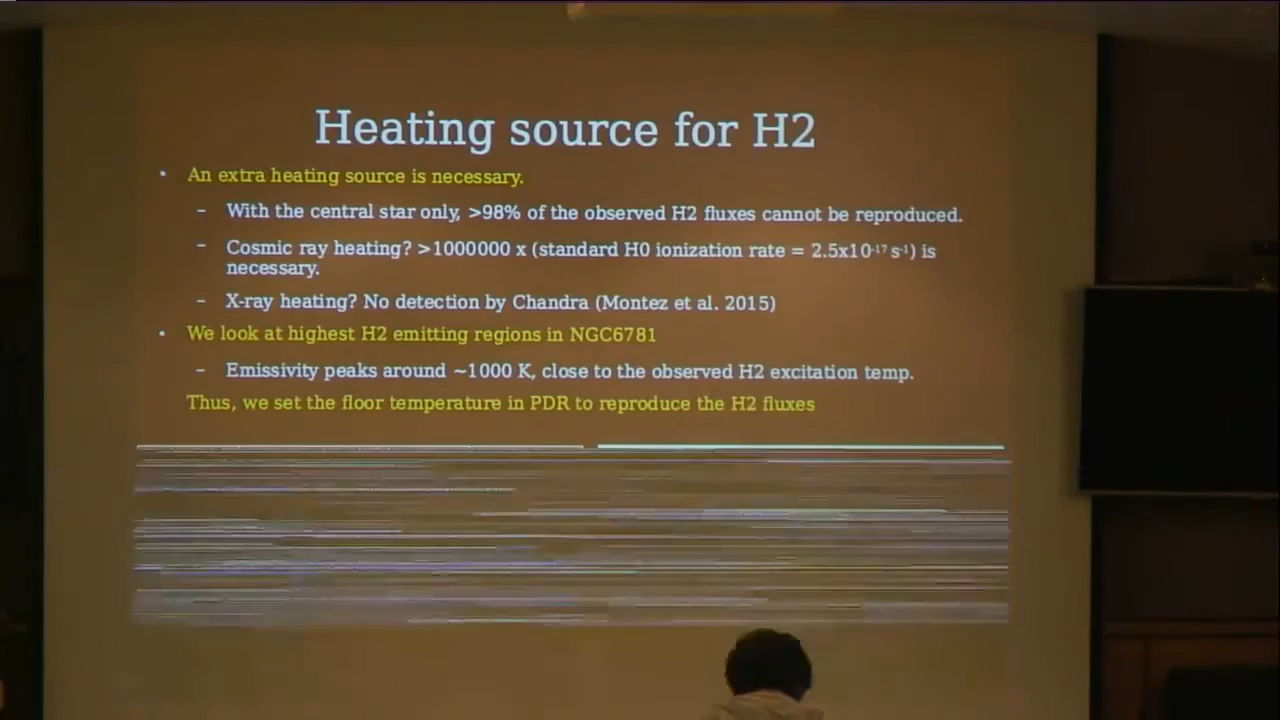 Heating source for H2
• An extra heating source is necessary.
– With the central star only, >98% of the observed H2 fluxes cannot be reproduced.
– Cosmic ray heating? >1000000 x (standard H0 ionization rate = 2.5x10⁻¹⁷ s⁻¹) is
necessary.
– X-ray heating? No detection by Chandra (Montez et al. 2015)
• We look at highest H2 emitting regions in NGC6781
– Emissivity peaks around ~1000 K, close to the observed H2 excitation temp.
Thus, we set the floor temperature in PDR to reproduce the H2 fluxes